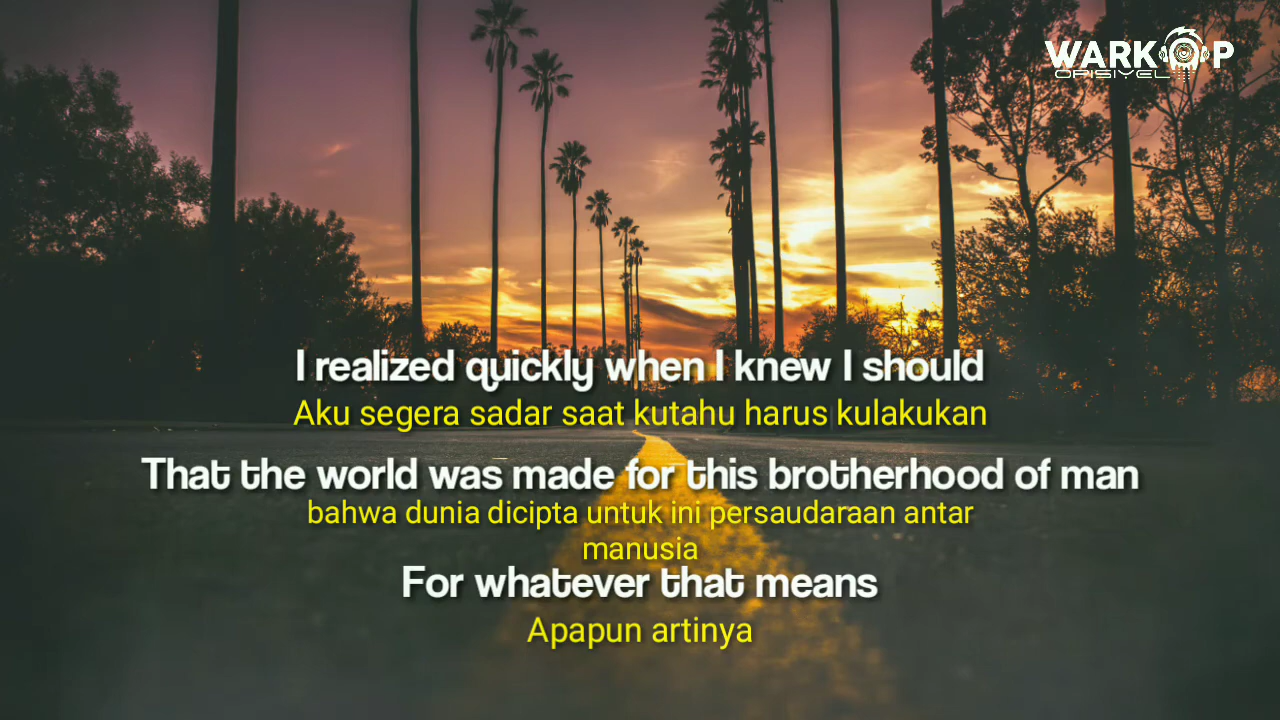 WARKOP
OPISIYEL
I realized quickly when I knew I should
Aku segera sadar saat kutahu harus kulakukan
That the world was made for this brotherhood of man
bahwa dunia dicipta untuk ini persaudaraan antar
manusia
For whatever that means
Apapun artinya